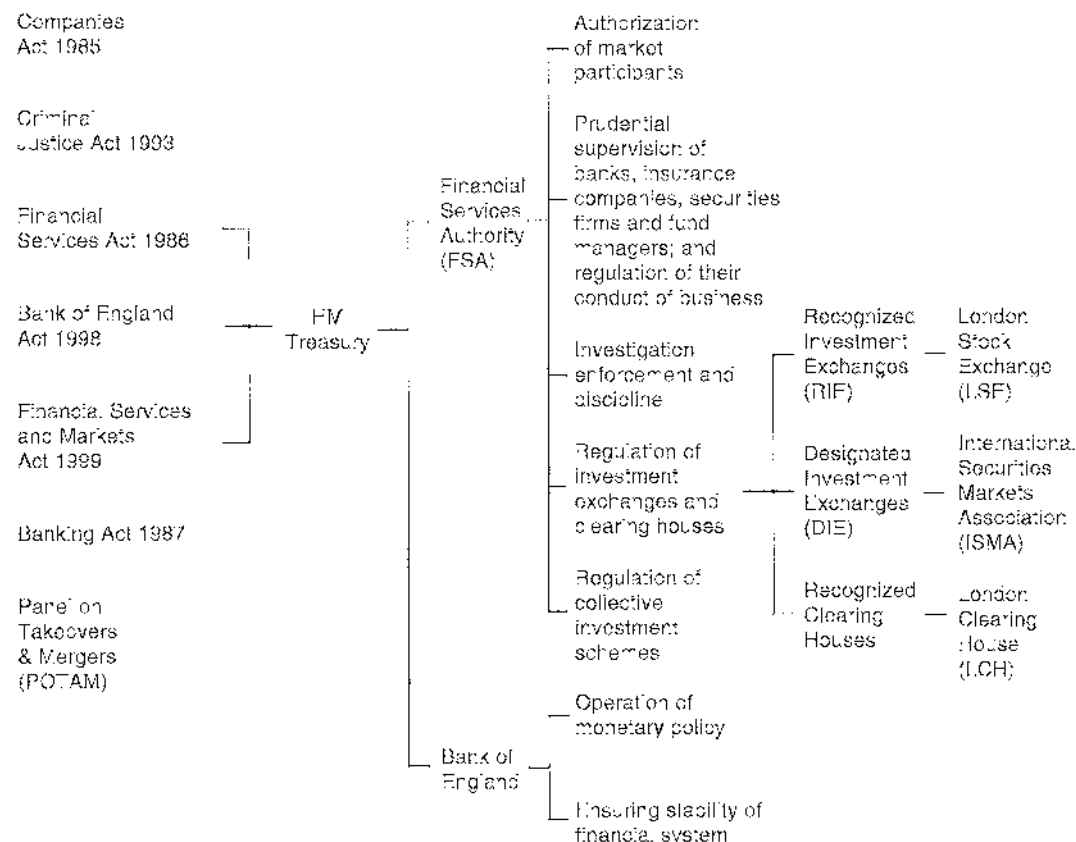 Companies
Act 1985
Criminal
Justice Act 1993
Financial
Services Act 1986
Bank of England
Act 1998
Financial Services
and Markets
Act 1999
Banking Act 1987
Panel on
Takeovers
& Mergers
(POTAM)
HM
Treasury
Financial
Services
Authority
(FSA)
Bank of
England
Authorization
of market
participants
Prudential
supervision of
banks, insurance
companies, securities
firms and fund
managers; and
regulation of their
conduct of business
Investigation
enforcement and
discipline
Regulation of
investment
exchanges and
clearing houses
Regulation of
collective
investment
schemes
Operation of
monetary policy
Ensuring stability of
financial system
Recognized
Investment
Exchanges
(RIE)
Designated
Investment
Exchanges
(DIE)
Recognized
Clearing
Houses
London
Stock
Exchange
(LSE)
International
Securities
Markets
Association
(ISMA)
London
Clearing
House
(LCH)